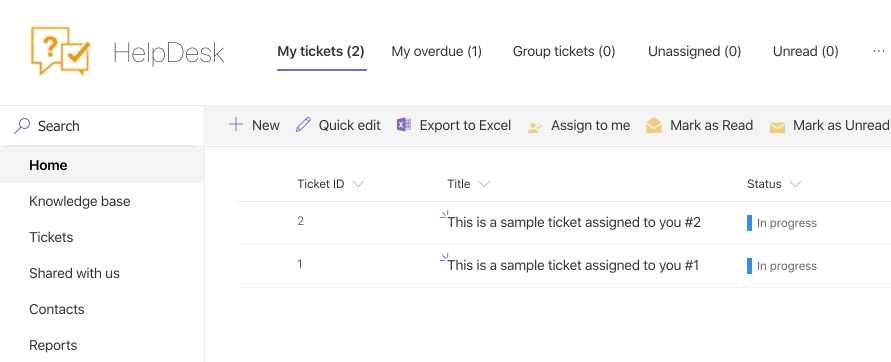 HelpDesk
My tickets (2) My overdue (1) Group tickets (0) Unassigned (0) Unread (0) ...
Search
New Quick edit Export to Excel Assign to me Mark as Read Mark as Unread
Home
Knowledge base
Tickets
Shared with us
Contacts
Reports
Ticket ID Title Status
2 This is a sample ticket assigned to you #2 In progress
1 This is a sample ticket assigned to you #1 In progress